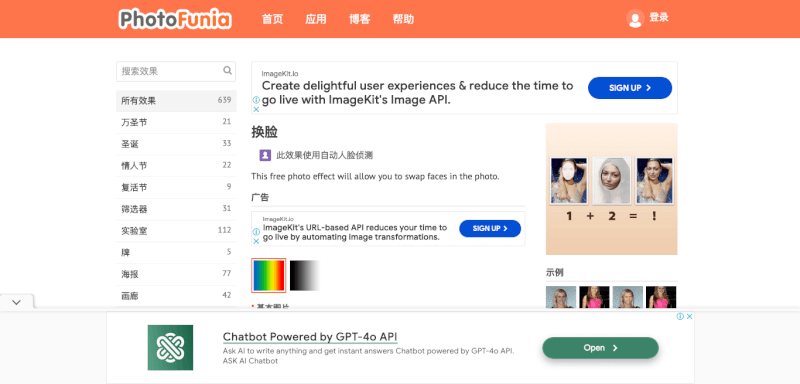 PhotoFunia
首页 应用 博客 帮助
登录
搜索效果
所有效果 639
万圣节 21
圣诞 33
情人节 22
复活节 9
筛选器 31
实验室 112
牌 5
海报 77
画廊 42
ImageKit.io
Create delightful user experiences & reduce the time to
go live with ImageKit's Image API.
SIGN UP
换脸
此效果使用自动人脸侦测
This free photo effect will allow you to swap faces in the photo.
广告
ImageKit.io
ImageKit's URL-based API reduces your time to
go live by automating image transformations.
SIGN UP
* 基本图片
1 + 2 = !
示例
Chatbot Powered by GPT-4o API
Ask AI to write anything and get instant answers Chatbot powered by GPT-4o API.
ASK AI Chatbot
Open